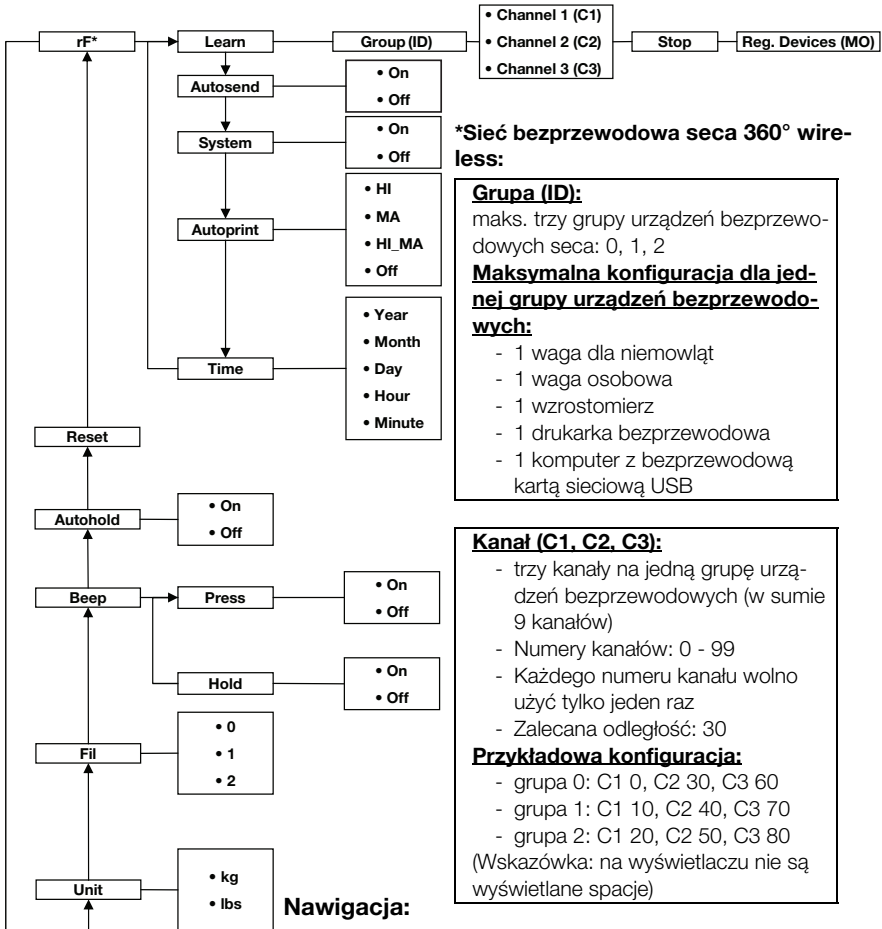 rF*
Learn
Group (ID)
• Channel 1 (C1)
• Channel 2 (C2)
• Channel 3 (C3)
Stop
Reg. Devices (MO)
Autosend
• On
• Off
System
• On
• Off
Autoprint
• HI
• MA
• HI_MA
• Off
Time
• Year
• Month
• Day
• Hour
• Minute
Reset
Autohold
• On
• Off
Beep
Press
• On
• Off
Hold
• On
• Off
Fil
• 0
• 1
• 2
Unit
• kg
• lbs
Nawigacja:
*Sieć bezprzewodowa seca 360° wire-
less:
Grupa (ID):
maks. trzy grupy urządzeń bezprzewo-
dowych seca: 0, 1, 2
Maksymalna konfiguracja dla jed-
nej grupy urządzeń bezprzewodo-
wych:
- 1 waga dla niemowląt
- 1 waga osobowa
- 1 wzrostomierz
- 1 drukarka bezprzewodowa
- 1 komputer z bezprzewodową
kartą sieciową USB
Kanał (C1, C2, C3):
- trzy kanały na jedną grupę urzą-
dzeń bezprzewodowych (w sumie
9 kanałów)
- Numery kanałów: 0 - 99
- Każdego numeru kanału wolno
użyć tylko jeden raz
- Zalecana odległość: 30
Przykładowa konfiguracja:
- grupa 0: C1 0, C2 30, C3 60
- grupa 1: C1 10, C2 40, C3 70
- grupa 2: C1 20, C2 50, C3 80
(Wskazówka: na wyświetlaczu nie są
wyświetlane spacje)